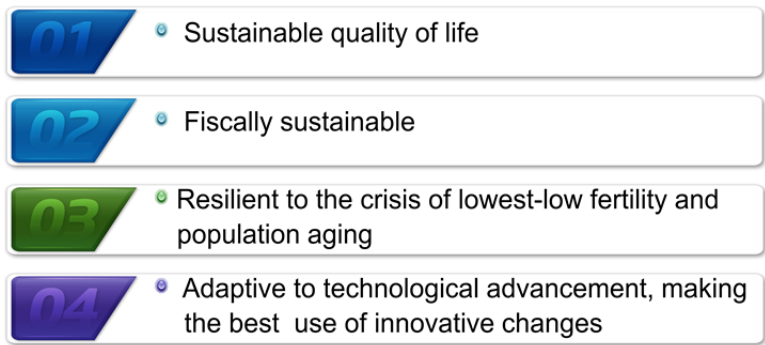 01 Sustainable quality of life
02 Fiscally sustainable
03 Resilient to the crisis of lowest-low fertility and
population aging
04 Adaptive to technological advancement, making
the best use of innovative changes